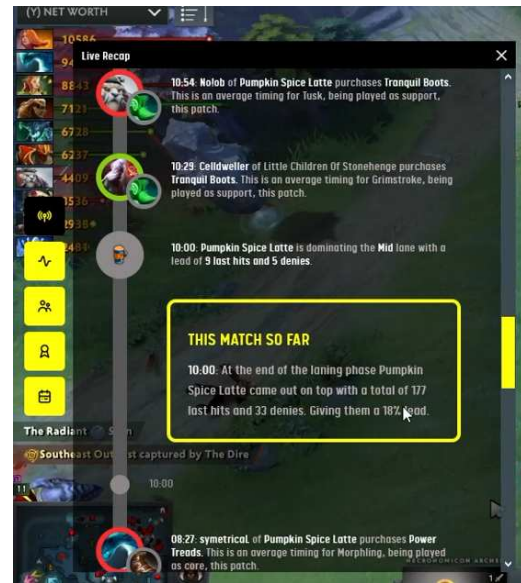 (Y) NET WORTH
10586
Live Recap
8843
7121
6728
6237
4409
10:54: Nolob of Pumpkin Spice Latte purchases
Tranquil Boots.
This is an average timing for Tusk, being played as support,
this patch.
10:29: Celldweller of Little Children Of Stonehenge purchases
Tranquil Boots. This is an average timing for Grimstroke, being
played as support, this patch.
10:00: Pumpkin Spice Latte is dominating the Mid lane with a
lead of 9 last hits and 5 denies.
THIS MATCH SO FAR
10:00: At the end of the laning phase Pumpkin
Spice Latte came out on top with a total of 177
last hits and 33 denies. Giving them a 18% lead.
The Radiant
Southeast Outpost captured by The Dire
11
10:00
08:27: symetricaL of Pumpkin Spice Latte purchases Power
Treads. This is an average timing for Morphling, being played
as core, this patch.